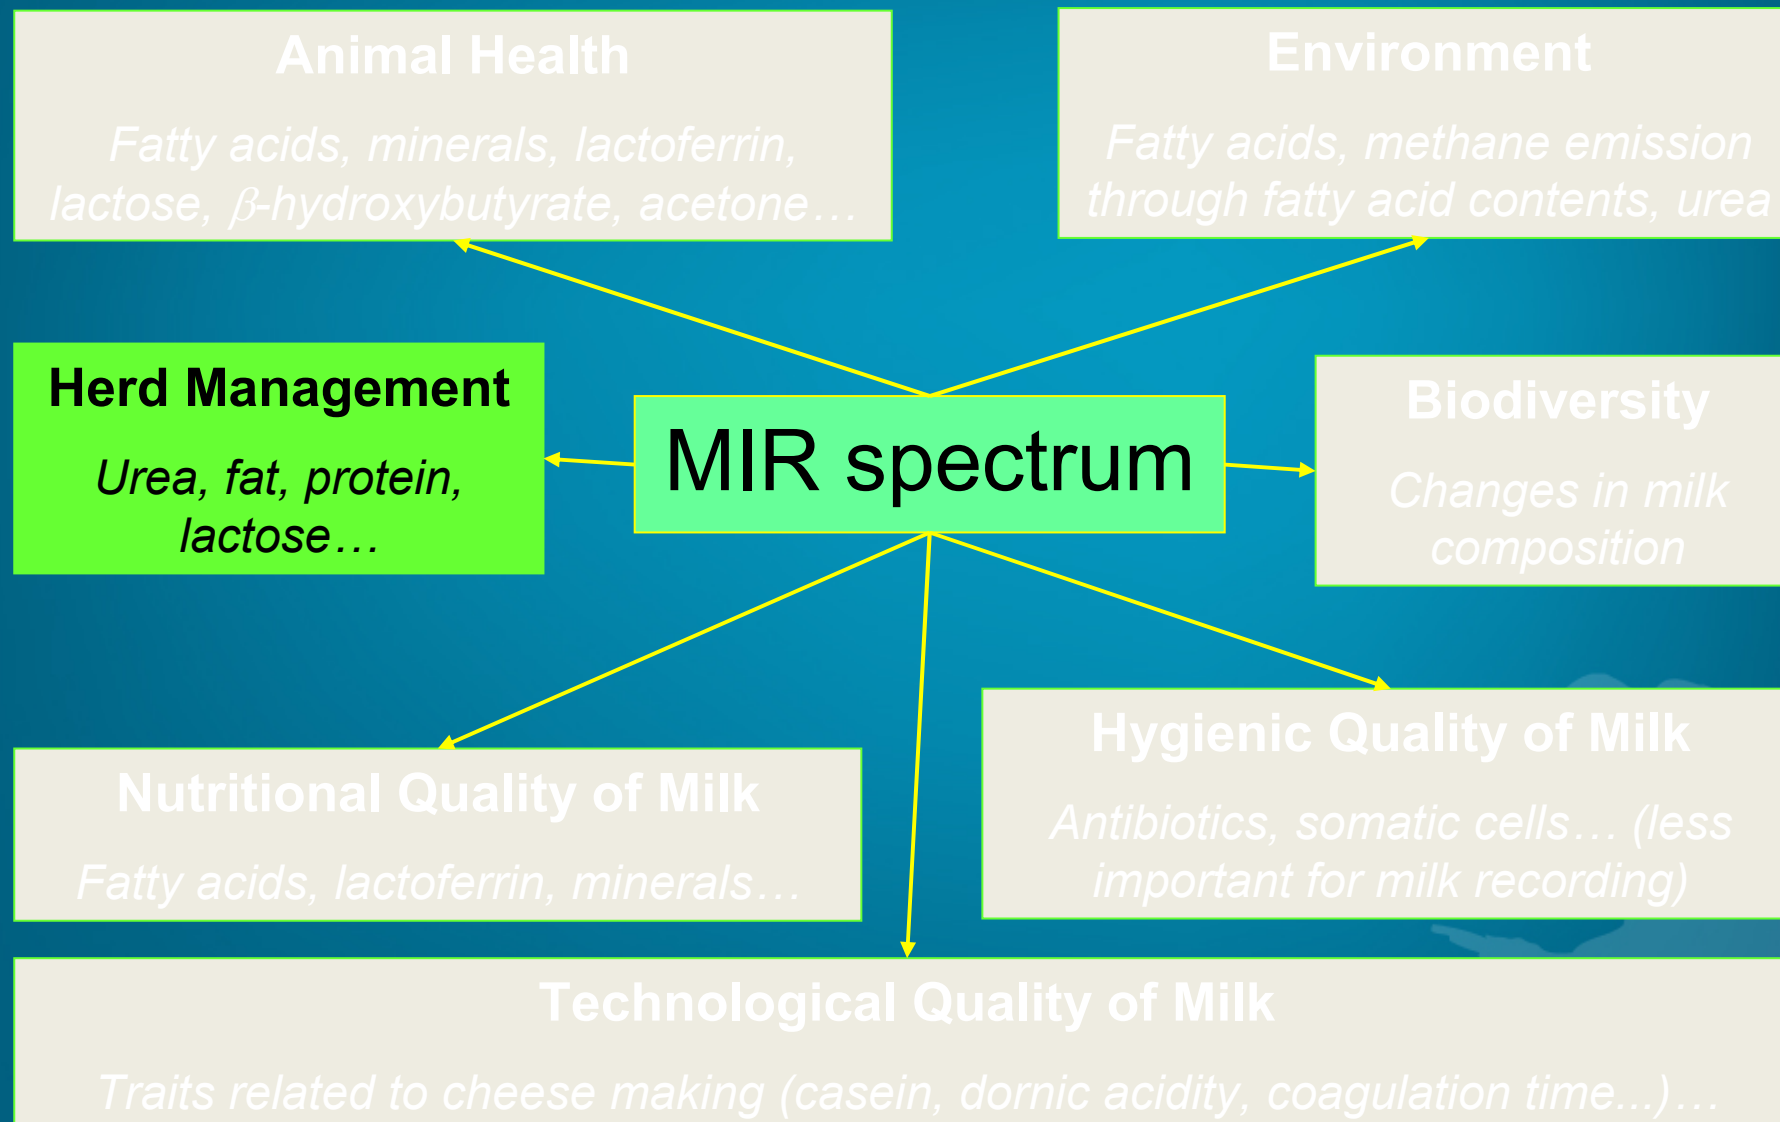 Animal Health
Fatty acids, minerals, lactoferrin,
lactose, β-hydroxybutyrate, acetone…
Environment
Fatty acids, methane emission
through fatty acid contents, urea
Herd Management
Urea, fat, protein,
lactose…
MIR spectrum
Biodiversity
Changes in milk
composition
Nutritional Quality of Milk
Fatty acids, lactoferrin, minerals…
Hygienic Quality of Milk
Antibiotics, somatic cells… (less
important for milk recording)
Technological Quality of Milk
Traits related to cheese making (casein, dornic acidity, coagulation time...)…